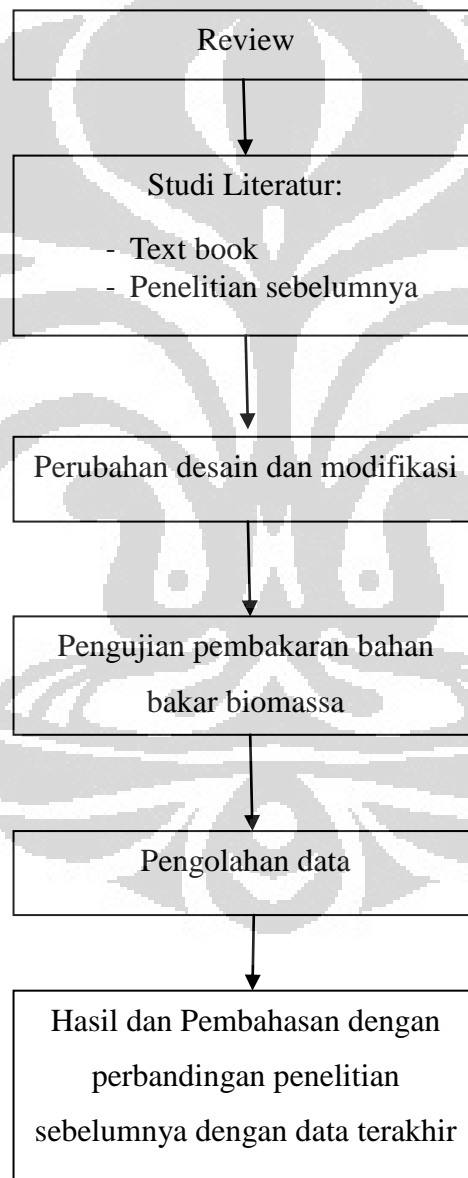 Review
Studi Literatur:
- Text book
- Penelitian sebelumnya
Perubahan desain dan modifikasi
Pengujian pembakaran bahan
bakar biomassa
Pengolahan data
Hasil dan Pembahasan dengan
perbandingan penelitian
sebelumnya dengan data terakhir